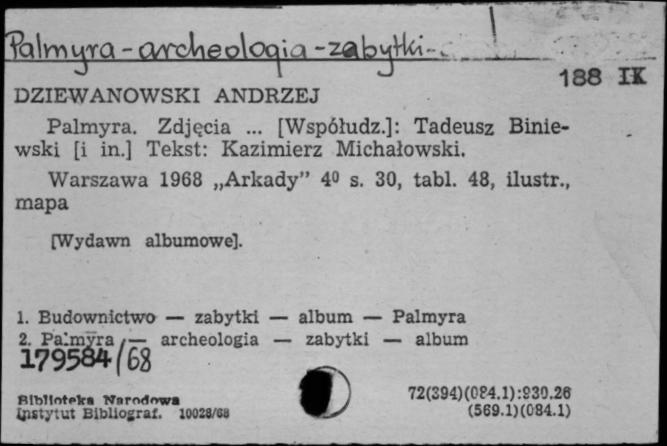 Palmyra - archeologia - zabytki -
188 IK
DZIEWANOWSKI ANDRZEJ
Palmyra. Zdjęcia ... [Współudz.]: Tadeusz Binie-
wski [i in.] Tekst: Kazimierz Michałowski.
Warszawa 1968 „Arkady” 4⁰ s. 30, tabl. 48, ilustr.,
mapa
[Wydawn albumowe].
1. Budownictwo — zabytki — album — Palmyra
2. Palmyra — archeologia — zabytki — album
179584/68
Biblioteka Narodowa
Instytut Bibliograf. 10028/68
72(394)(084.1):930.26
(569.1)(084.1)